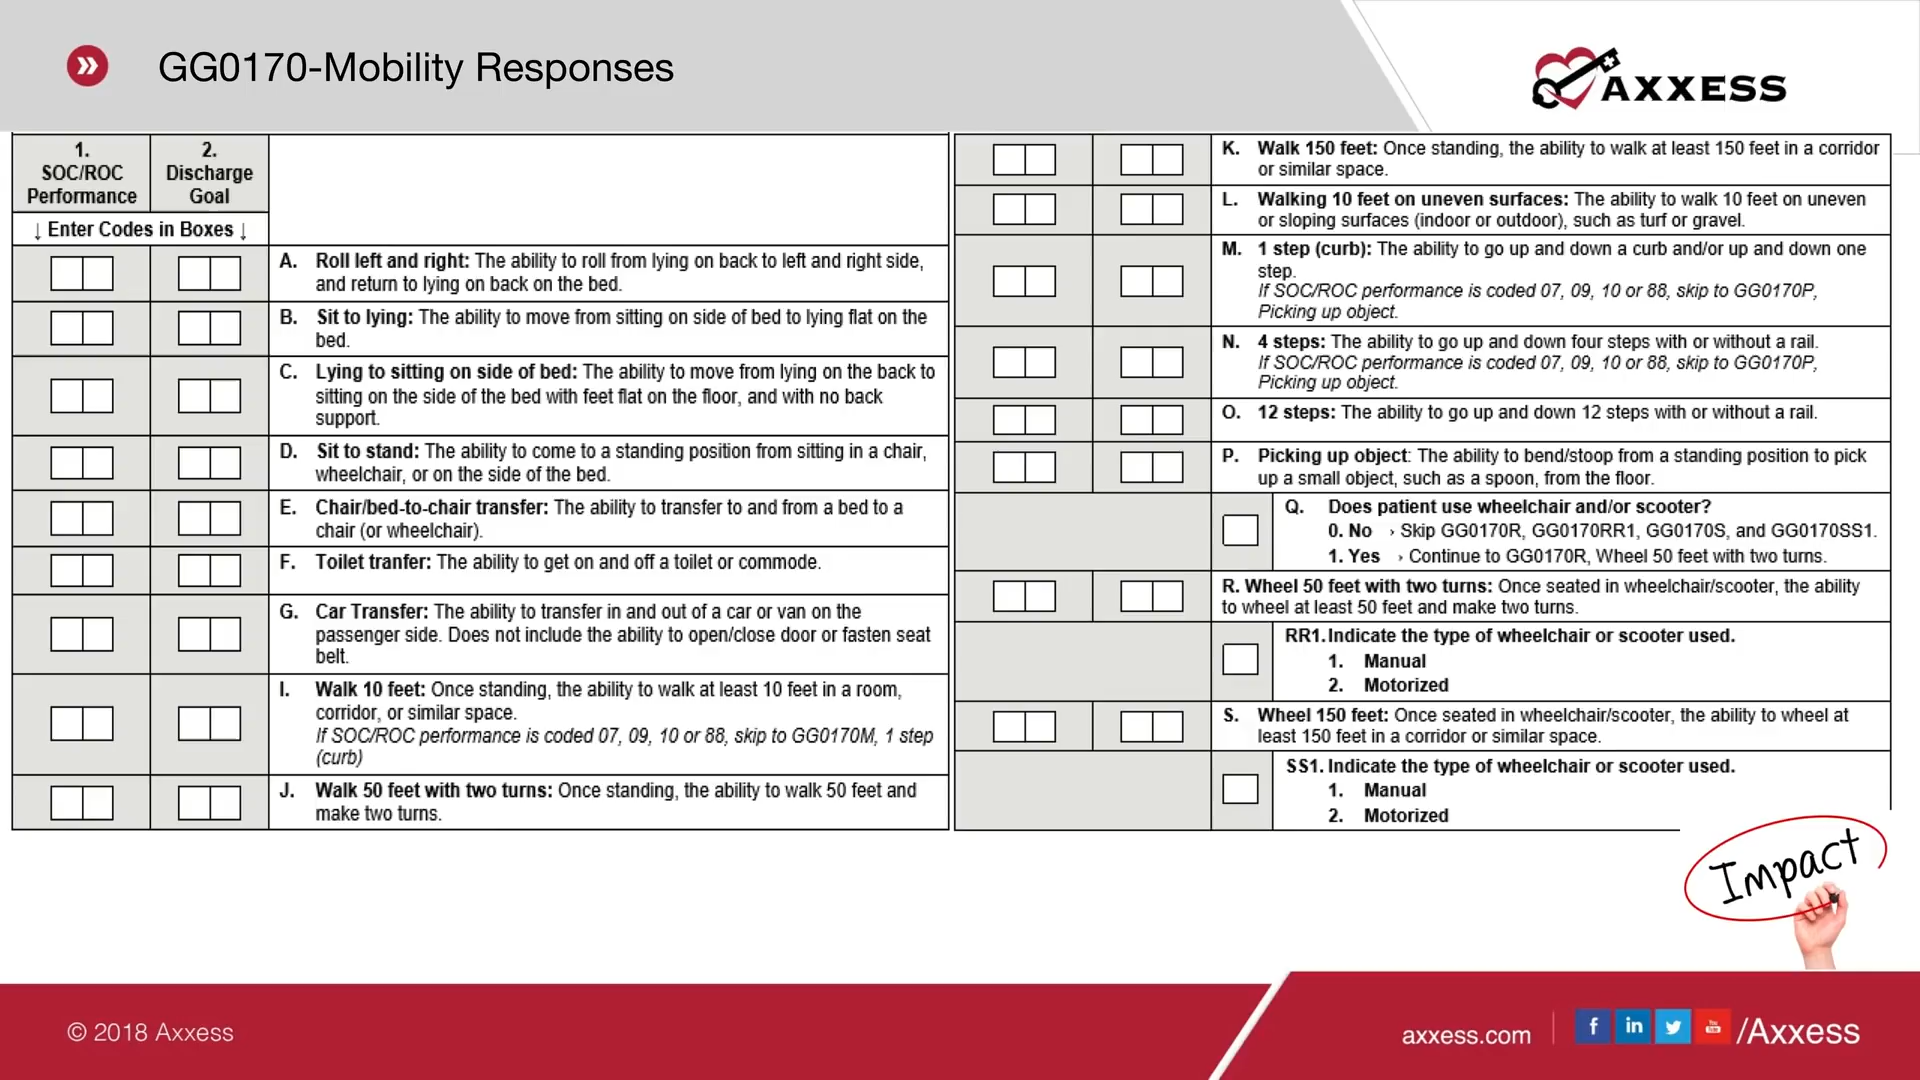 GG0170-Mobility Responses
AXXESS
1.
SOC/ROC
Performance
2.
Discharge
Goal
↓ Enter Codes in Boxes ↓
A. Roll left and right: The ability to roll from lying on back to left and right side,
and return to lying on back on the bed.
B. Sit to lying: The ability to move from sitting on side of bed to lying flat on the
bed.
C. Lying to sitting on side of bed: The ability to move from lying on the back to
sitting on the side of the bed with feet flat on the floor, and with no back
support.
D. Sit to stand: The ability to come to a standing position from sitting in a chair,
wheelchair, or on the side of the bed.
E. Chair/bed-to-chair transfer: The ability to transfer to and from a bed to a
chair (or wheelchair).
F. Toilet tranfer: The ability to get on and off a toilet or commode.
G. Car Transfer: The ability to transfer in and out of a car or van on the
passenger side. Does not include the ability to open/close door or fasten seat
belt.
I. Walk 10 feet: Once standing, the ability to walk at least 10 feet in a room,
corridor, or similar space.
If SOC/ROC performance is coded 07, 09, 10 or 88, skip to GG0170M, 1 step
(curb)
J. Walk 50 feet with two turns: Once standing, the ability to walk 50 feet and
make two turns.
K. Walk 150 feet: Once standing, the ability to walk at least 150 feet in a corridor
or similar space.
L. Walking 10 feet on uneven surfaces: The ability to walk 10 feet on uneven
or sloping surfaces (indoor or outdoor), such as turf or gravel.
M. 1 step (curb): The ability to go up and down a curb and/or up and down one
step.
If SOC/ROC performance is coded 07, 09, 10 or 88, skip to GG0170P,
Picking up object.
N. 4 steps: The ability to go up and down four steps with or without a rail.
If SOC/ROC performance is coded 07, 09, 10 or 88, skip to GG0170P,
Picking up object.
O. 12 steps: The ability to go up and down 12 steps with or without a rail.
P. Picking up object: The ability to bend/stoop from a standing position to pick
up a small object, such as a spoon, from the floor.
Q. Does patient use wheelchair and/or scooter?
0. No › Skip GG0170R, GG0170RR1, GG0170S, and GG0170SS1.
1. Yes › Continue to GG0170R, Wheel 50 feet with two turns.
R. Wheel 50 feet with two turns: Once seated in wheelchair/scooter, the ability
to wheel at least 50 feet and make two turns.
RR1. Indicate the type of wheelchair or scooter used.
1. Manual
2. Motorized
S. Wheel 150 feet: Once seated in wheelchair/scooter, the ability to wheel at
least 150 feet in a corridor or similar space.
SS1. Indicate the type of wheelchair or scooter used.
1. Manual
2. Motorized
Impact
© 2018 Axxess
axxess.com
/Axxess